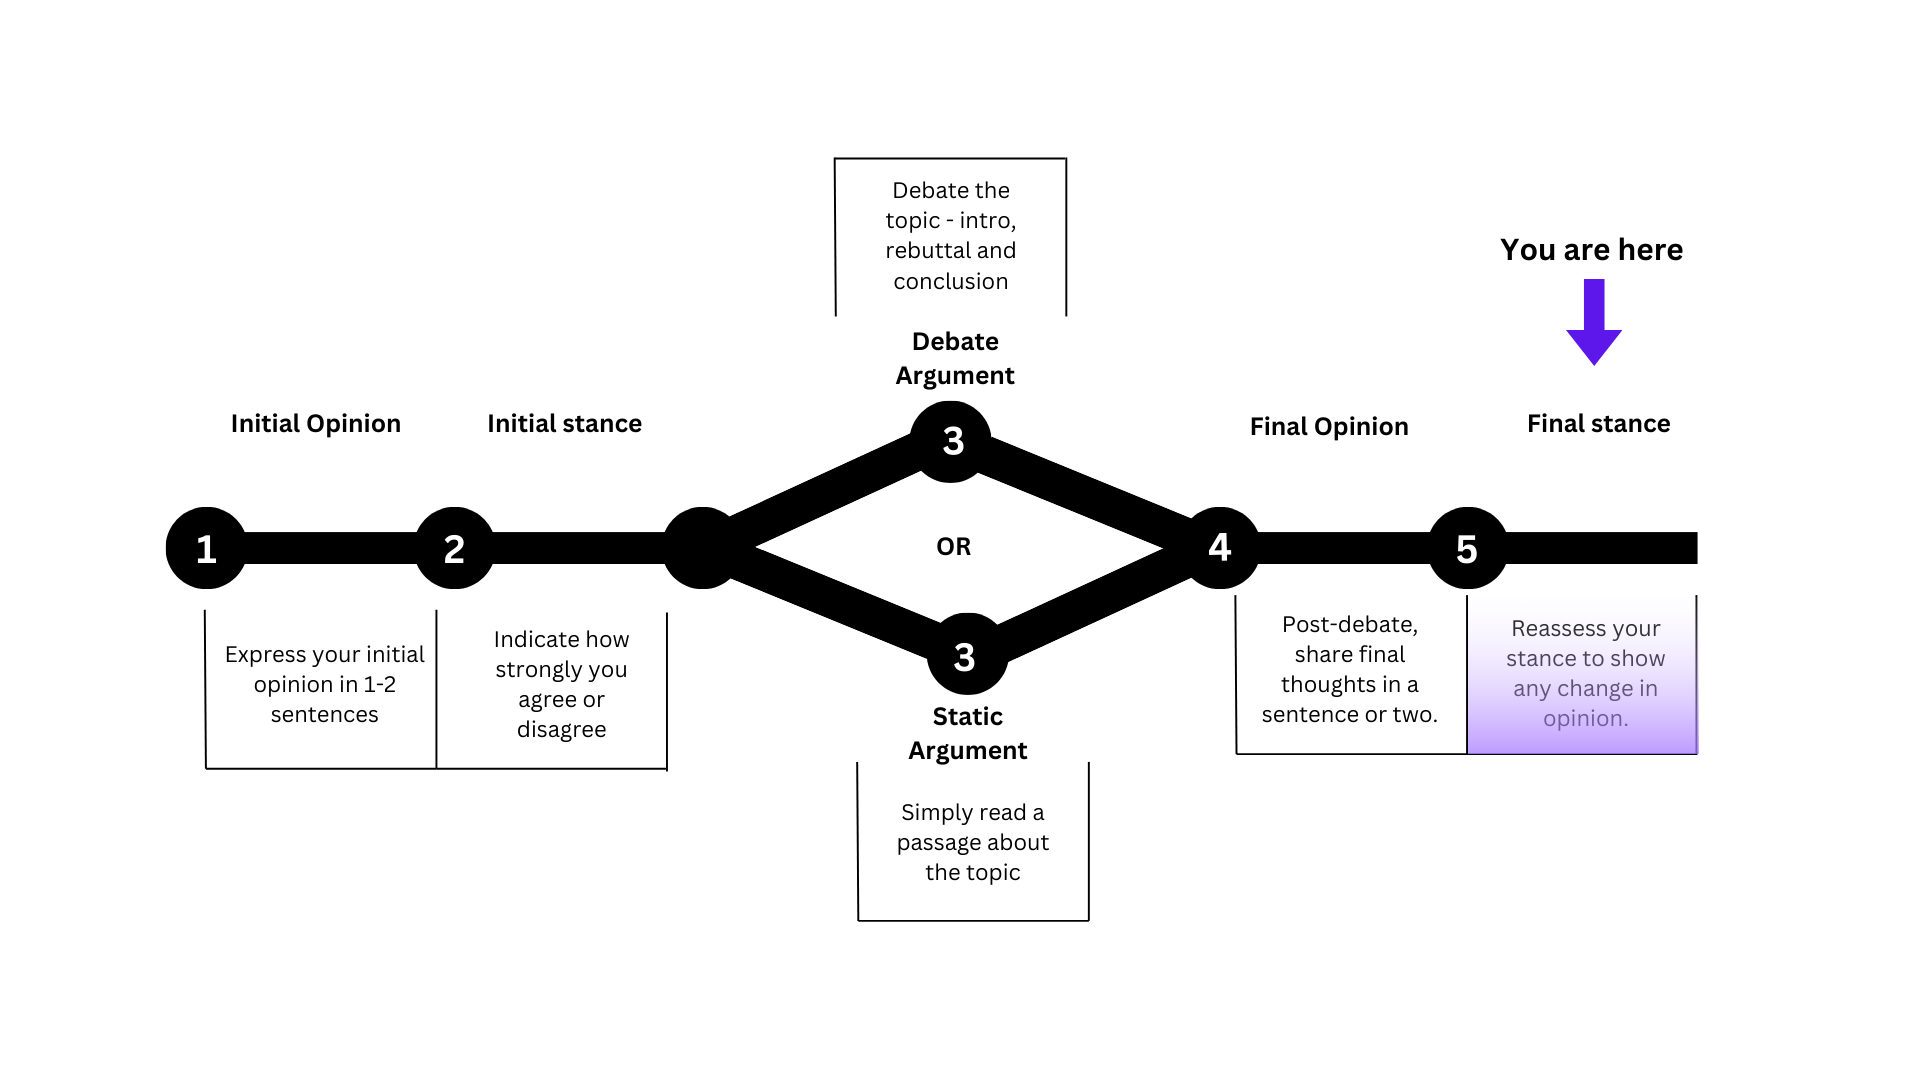 Debate the
topic - intro,
rebuttal and
conclusion
You are here
Debate
Argument
Initial Opinion
Initial stance
Final Opinion
Final stance
3
1
2
OR
4
5
Express your initial
opinion in 1-2
sentences
Indicate how
strongly you
agree or
disagree
3
Static
Argument
Simply read a
passage about
the topic
Post-debate,
share final
thoughts in a
sentence or two.
Reassess your
stance to show
any change in
opinion.